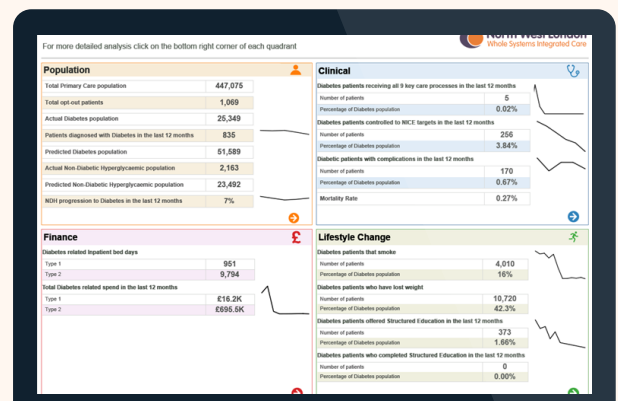 North West London
Whole Systems Integrated Care
For more detailed analysis click on the bottom right corner of each quadrant
Population
Total Primary Care population 447,075
Total opt-out patients 1,069
Actual Diabetes population 25,349
Patients diagnosed with Diabetes in the last 12 months 835
Predicted Diabetes population 51,589
Actual Non-Diabetic Hyperglycaemic population 2,163
Predicted Non-Diabetic Hyperglycaemic population 23,492
NDH progression to Diabetes in the last 12 months 7%
Clinical
Diabetes patients receiving all 9 key care processes in the last 12 months
Number of patients 5
Percentage of Diabetes population 0.02%
Diabetes patients controlled to NICE targets in the last 12 months
Number of patients 256
Percentage of Diabetes population 3.84%
Diabetic patients with complications in the last 12 months
Number of patients 170
Percentage of Diabetes population 0.67%
Mortality Rate 0.27%
Finance £
Diabetes related Inpatient bed days
Type 1 951
Type 2 9,794
Total Diabetes related spend in the last 12 months
Type 1 £16.2K
Type 2 £695.5K
Lifestyle Change
Diabetes patients that smoke
Number of patients 4,010
Percentage of Diabetes population 16%
Diabetes patients who have lost weight
Number of patients 10,720
Percentage of Diabetes population 42.3%
Diabetes patients offered Structured Education in the last 12 months
Number of patients 373
Percentage of Diabetes population 1.66%
Diabetes patients who completed Structured Education in the last 12 months
Number of patients 0
Percentage of Diabetes population 0.00%